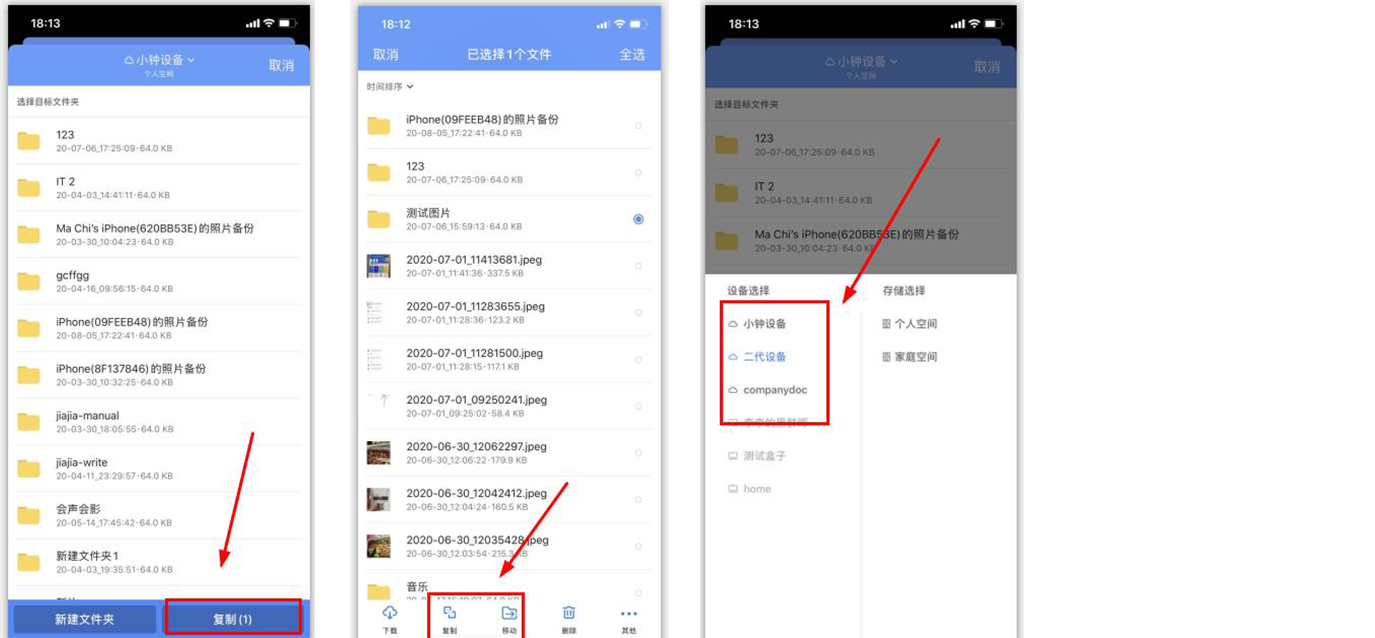 18:13
小钟设备
个人空间
取消
选择目标文件夹
123
20-07-06_17:25:09·64.0 KB
IT 2
20-04-03_14:41:11·64.0 KB
Ma Chi's iPhone(620BB53E)的照片备份
20-03-30_10:04:23·64.0 KB
gcffgg
20-04-16_09:56:15·64.0 KB
iPhone(09FEEB48)的照片备份
20-08-05_17:22:41·64.0 KB
iPhone(8F137846)的照片备份
20-03-30_10:32:25·64.0 KB
jiajia-manual
20-03-30_18:05:55·64.0 KB
jiajia-write
20-04-11_23:29:57·64.0 KB
会声会影
20-05-14_17:45:42·64.0 KB
新建文件夹1
20-04-03_19:35:51·64.0 KB
新建文件夹
复制(1)
18:12
取消
已选择1个文件
全选
时间排序
iPhone(09FEEB48)的照片备份
20-08-05_17:22:41·64.0 KB
123
20-07-06_17:25:09·64.0 KB
测试图片
20-07-06_15:59:13·64.0 KB
2020-07-01_11413681.jpeg
20-07-01_11:41:36·337.5 KB
2020-07-01_11283655.jpeg
20-07-01_11:28:36·123.2 KB
2020-07-01_11281500.jpeg
20-07-01_11:28:15·117.1 KB
2020-07-01_09250241.jpeg
20-07-01_09:25:02·58.4 KB
2020-06-30_12062297.jpeg
20-06-30_12:06:22·179.9 KB
2020-06-30_12042412.jpeg
20-06-30_12:04:24·160.5 KB
2020-06-30_12035428.jpeg
20-06-30_12:03:54·215.3 KB
音乐
下载
复制
移动
删除
其他
18:13
小钟设备
个人空间
取消
选择目标文件夹
123
20-07-06_17:25:09·64.0 KB
IT 2
20-04-03_14:41:11·64.0 KB
Ma Chi's iPhone(620BB53E)的照片备份
20-03-30_10:04:23·64.0 KB
设备选择
小钟设备
二代设备
companydoc
测试盒子
home
存储选择
个人空间
家庭空间